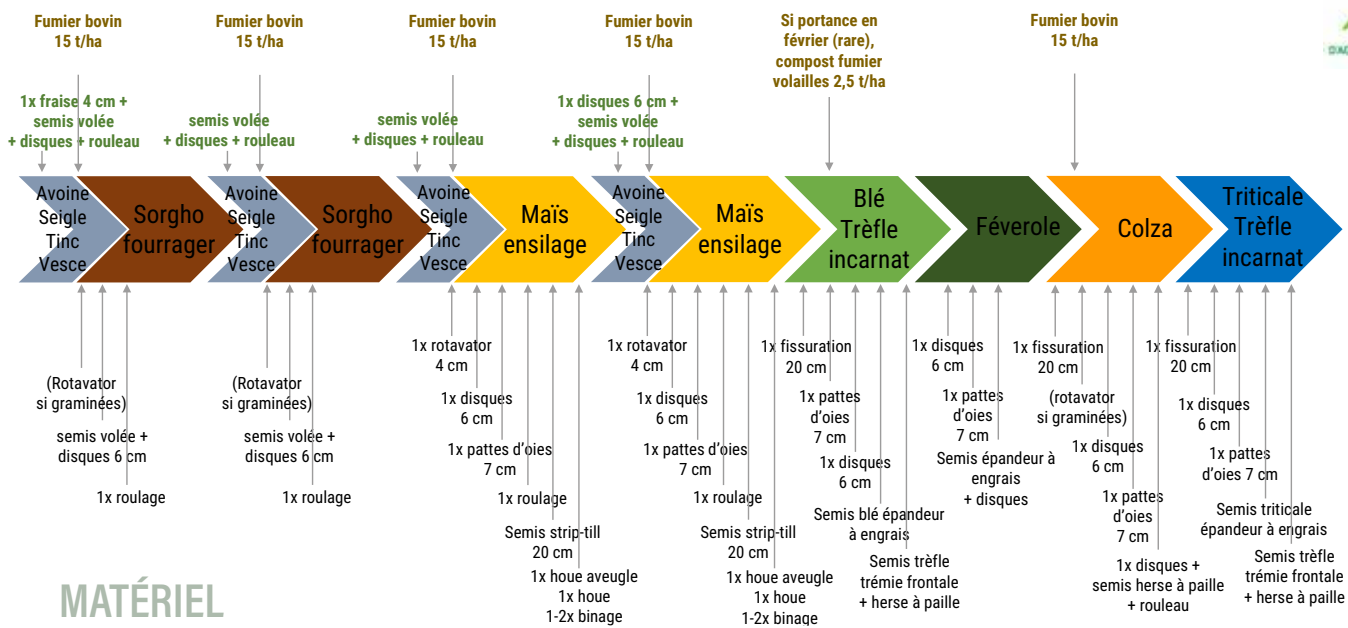 Fumier bovin
15 t/ha
Fumier bovin
15 t/ha
Fumier bovin
15 t/ha
Fumier bovin
15 t/ha
Si portance en
février (rare),
compost fumier
volailles 2,5 t/ha
Fumier bovin
15 t/ha
1x fraise 4 cm +
semis volée
+ disques + rouleau
semis volée
+ disques + rouleau
semis volée
+ disques + rouleau
1x disques 6 cm +
semis volée
+ disques + rouleau
Avoine
Seigle
Tinc
Vesce
Sorgho
fourrager
Avoine
Seigle
Tinc
Vesce
Sorgho
fourrager
Avoine
Seigle
Tinc
Vesce
Maïs
ensilage
Avoine
Seigle
Tinc
Vesce
Maïs
ensilage
Blé
Trèfle
incarnat
Féverole
Colza
Triticale
Trèfle
incarnat
(Rotavator
si graminées)
semis volée +
disques 6 cm
1x roulage
(Rotavator
si graminées)
semis volée +
disques 6 cm
1x roulage
1x rotavator
4 cm
1x disques
6 cm
1x pattes d'oies
7 cm
1x roulage
Semis strip-till
20 cm
1x houe aveugle
1x houe
1-2x binage
1x rotavator
4 cm
1x disques
6 cm
1x pattes d'oies
7 cm
1x roulage
Semis strip-till
20 cm
1x houe aveugle
1x houe
1-2x binage
1x fissuration
20 cm
1x pattes
d'oies
7 cm
1x disques
6 cm
Semis blé épandeur
à engrais
Semis trèfle
trémie frontale
+ herse à paille
1x disques
6 cm
1x pattes
d'oies
7 cm
Semis épandeur à
engrais
+ disques
1x fissuration
20 cm
(rotavator
si graminées)
1x disques
6 cm
1x pattes
d'oies
7 cm
1x disques +
semis herse à paille
+ rouleau
1x fissuration
20 cm
1x disques
6 cm
1x pattes
d'oies 7 cm
Semis triticale
épandeur à engrais
Semis trèfle
trémie frontale
+ herse à paille
MATÉRIEL